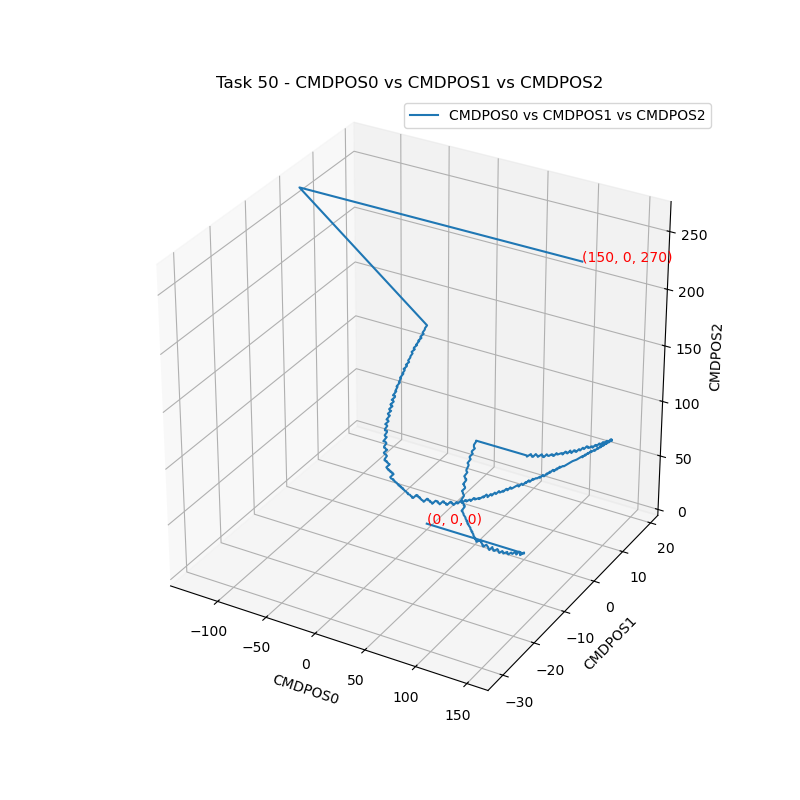 Task 50 - CMDPOS0 vs CMDPOS1 vs CMDPOS2
CMDPOS0 vs CMDPOS1 vs CMDPOS2
(150, 0, 270)
(0, 0, 0)
250
200
150
100
50
0
CMDPOS2
20
10
0
−10
−20
−30
CMDPOS1
−100
−50
0
50
100
150
CMDPOS0